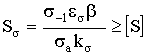 S_σ = (σ_{-1} ε_σ β) / (σ_a k_σ) ≥ [S]